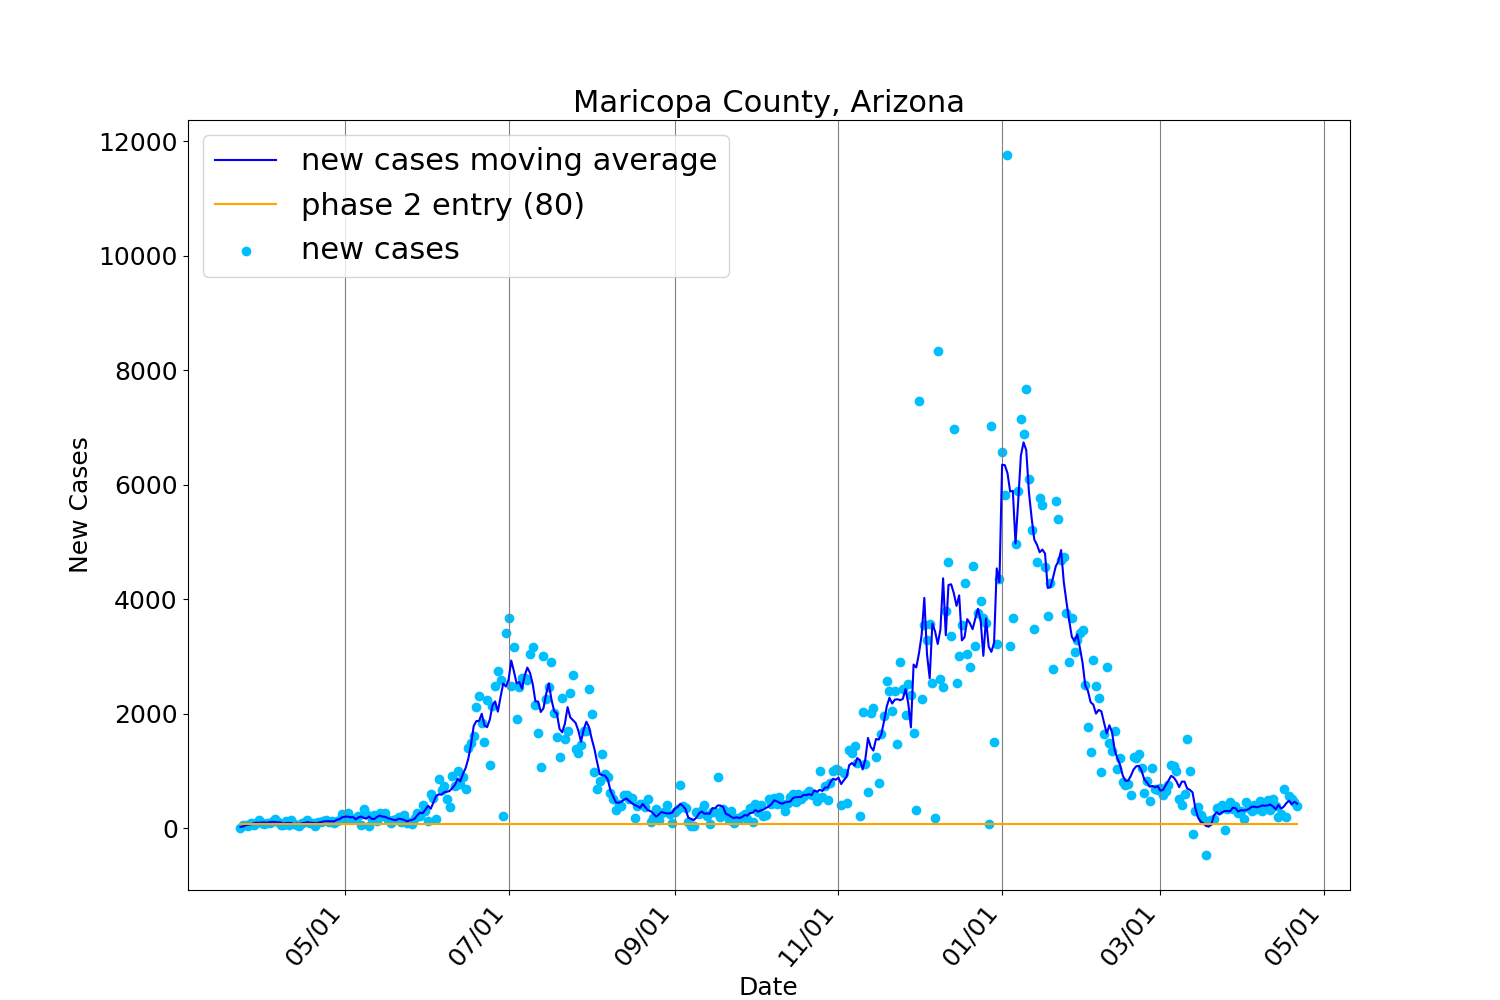 Maricopa County, Arizona
new cases moving average
phase 2 entry (80)
new cases
12000
10000
8000
6000
4000
2000
0
New Cases
05/01
07/01
09/01
11/01
01/01
03/01
05/01
Date